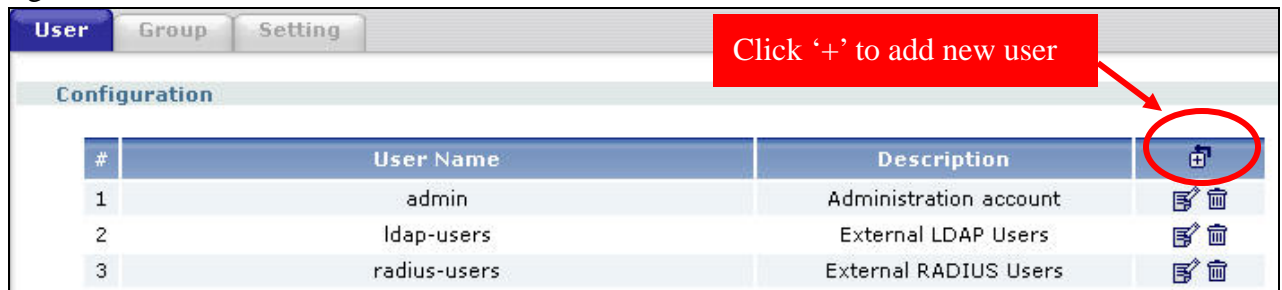 User Group Setting
Click ‘+’ to add new user
Configuration
# User Name Description
1 admin Administration account
2 ldap-users External LDAP Users
3 radius-users External RADIUS Users